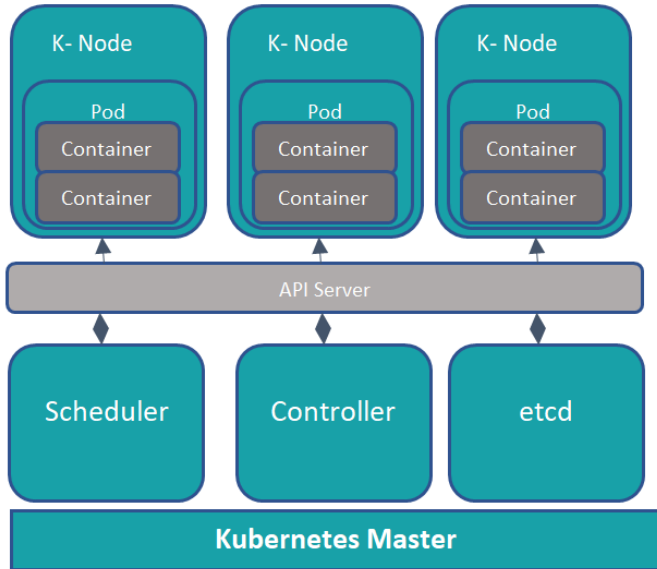 K- Node
K- Node
K- Node
Pod
Pod
Pod
Container
Container
Container
Container
Container
Container
API Server
Scheduler
Controller
etcd
Kubernetes Master